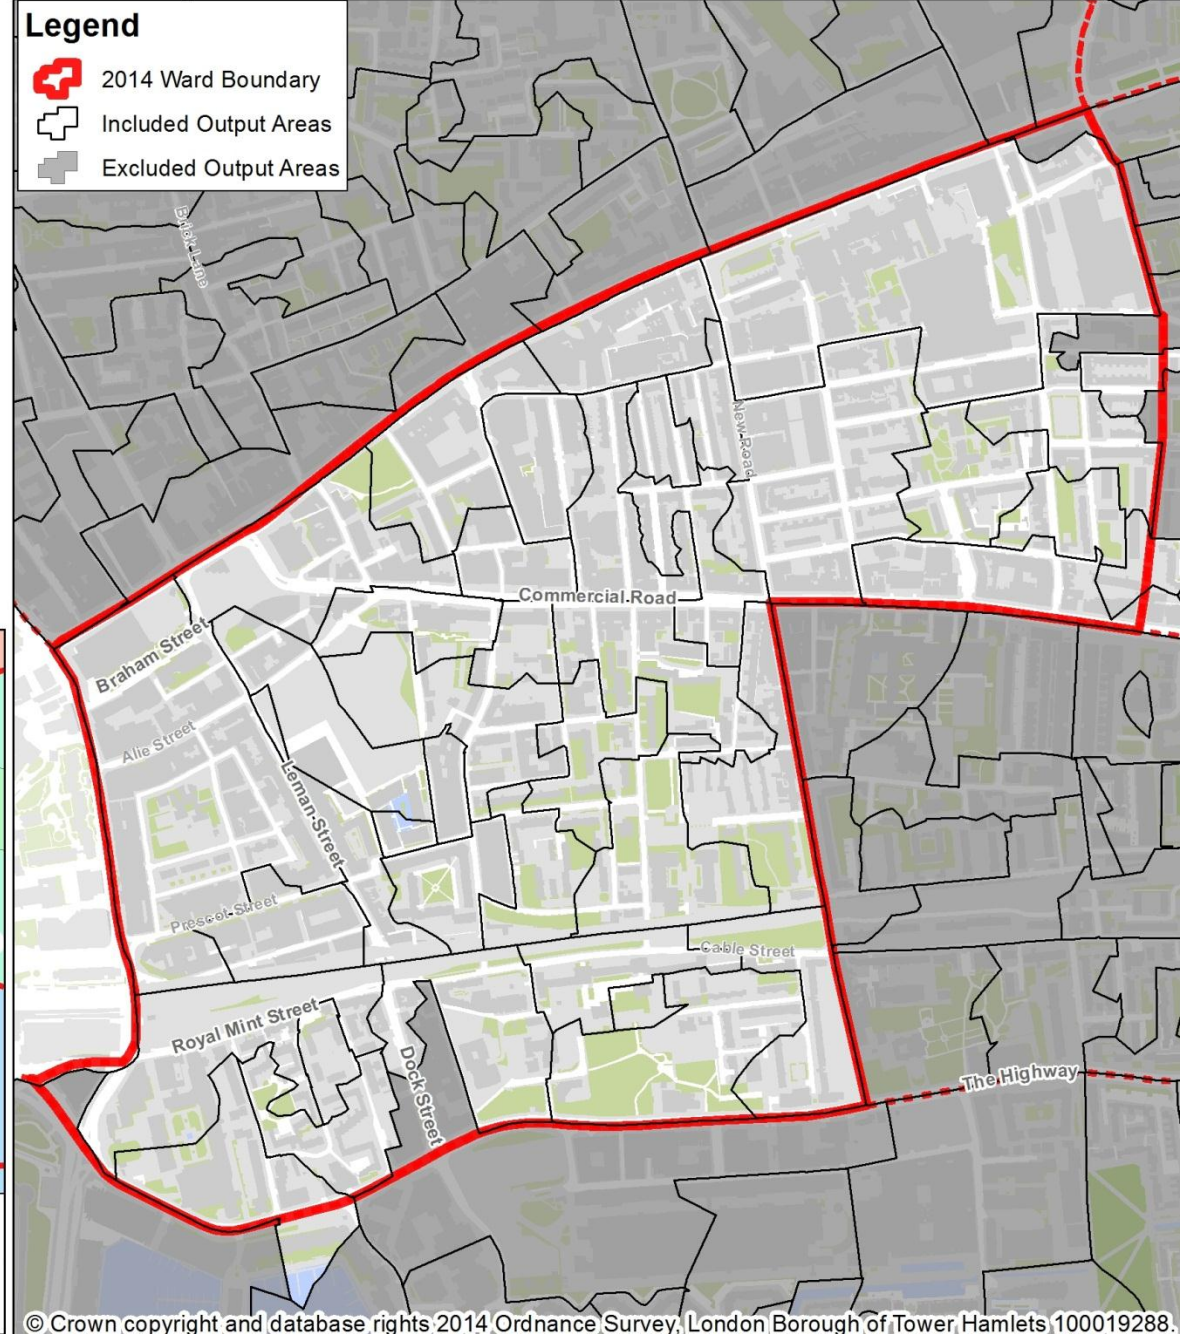 Legend
2014 Ward Boundary
Included Output Areas
Excluded Output Areas
Brick Lane
New Road
Commercial Road
Braham Street
Alie Street
Leman Street
Prescot Street
Cable Street
Royal Mint Street
Dock Street
The Highway
© Crown copyright and database rights 2014 Ordnance Survey, London Borough of Tower Hamlets 100019288.